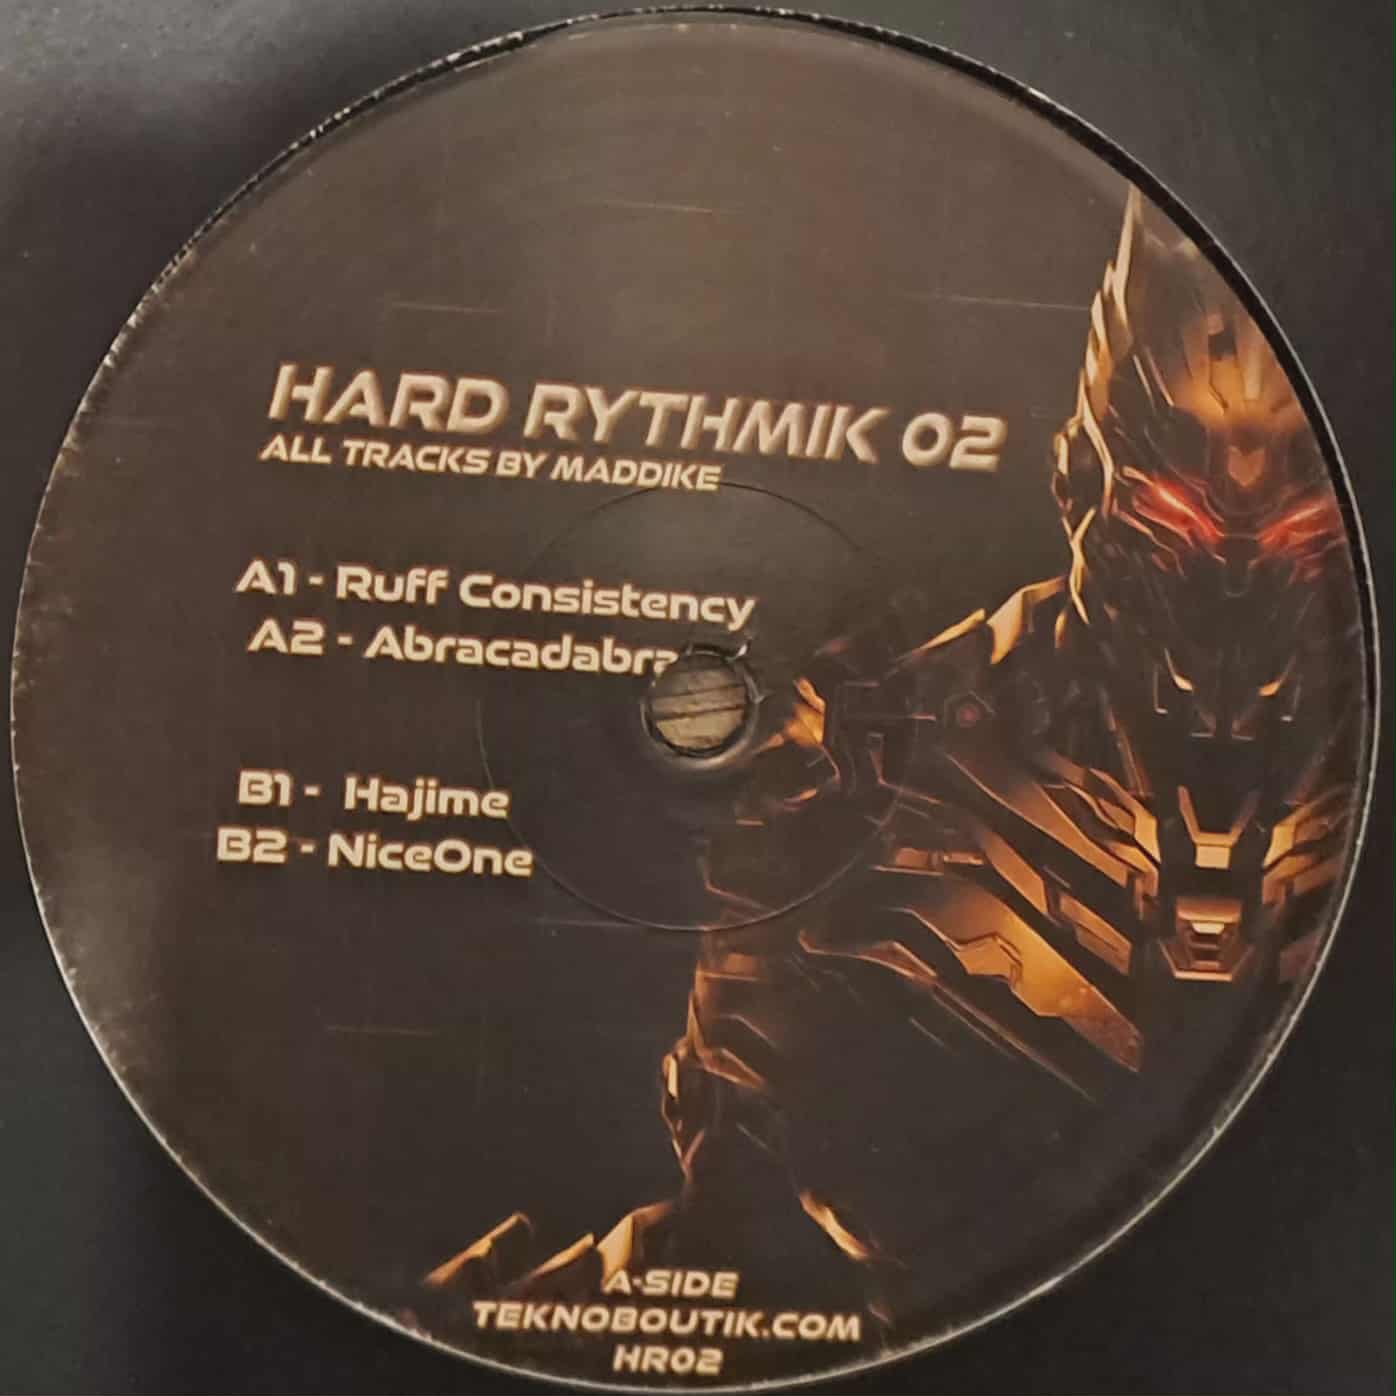 HARD RYTHMIK 02
ALL TRACKS BY MADDIKE
A1 - Ruff Consistency
A2 - Abracadabra
B1 - Hajime
B2 - NiceOne
A-SIDE
TEKNOBOUTIK.COM
HR02